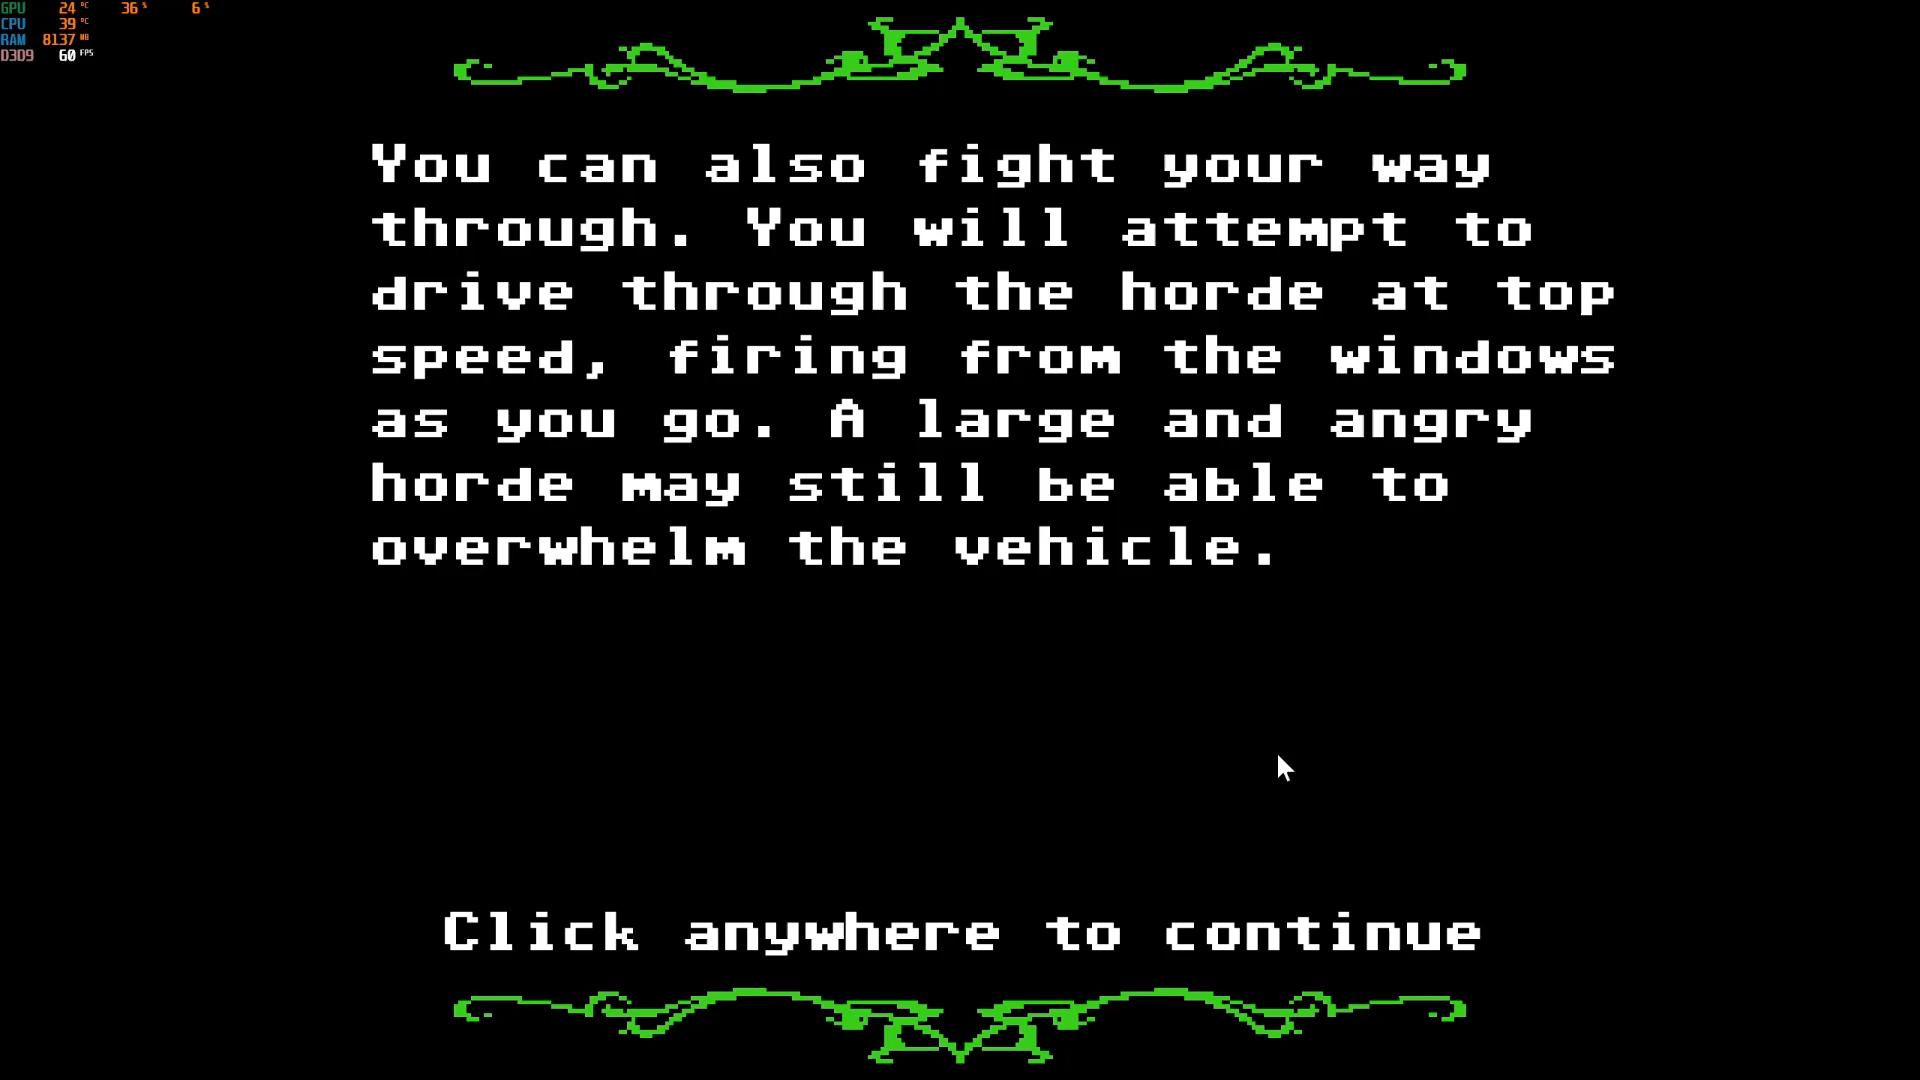 GPU 24 °C 36 % 6 %
CPU 39 °C
RAM 8137 MB
D3D9 60 FPS
You can also fight your way
through. You will attempt to
drive through the horde at top
speed, firing from the windows
as you go. A large and angry
horde may still be able to
overwhelm the vehicle.
Click anywhere to continue